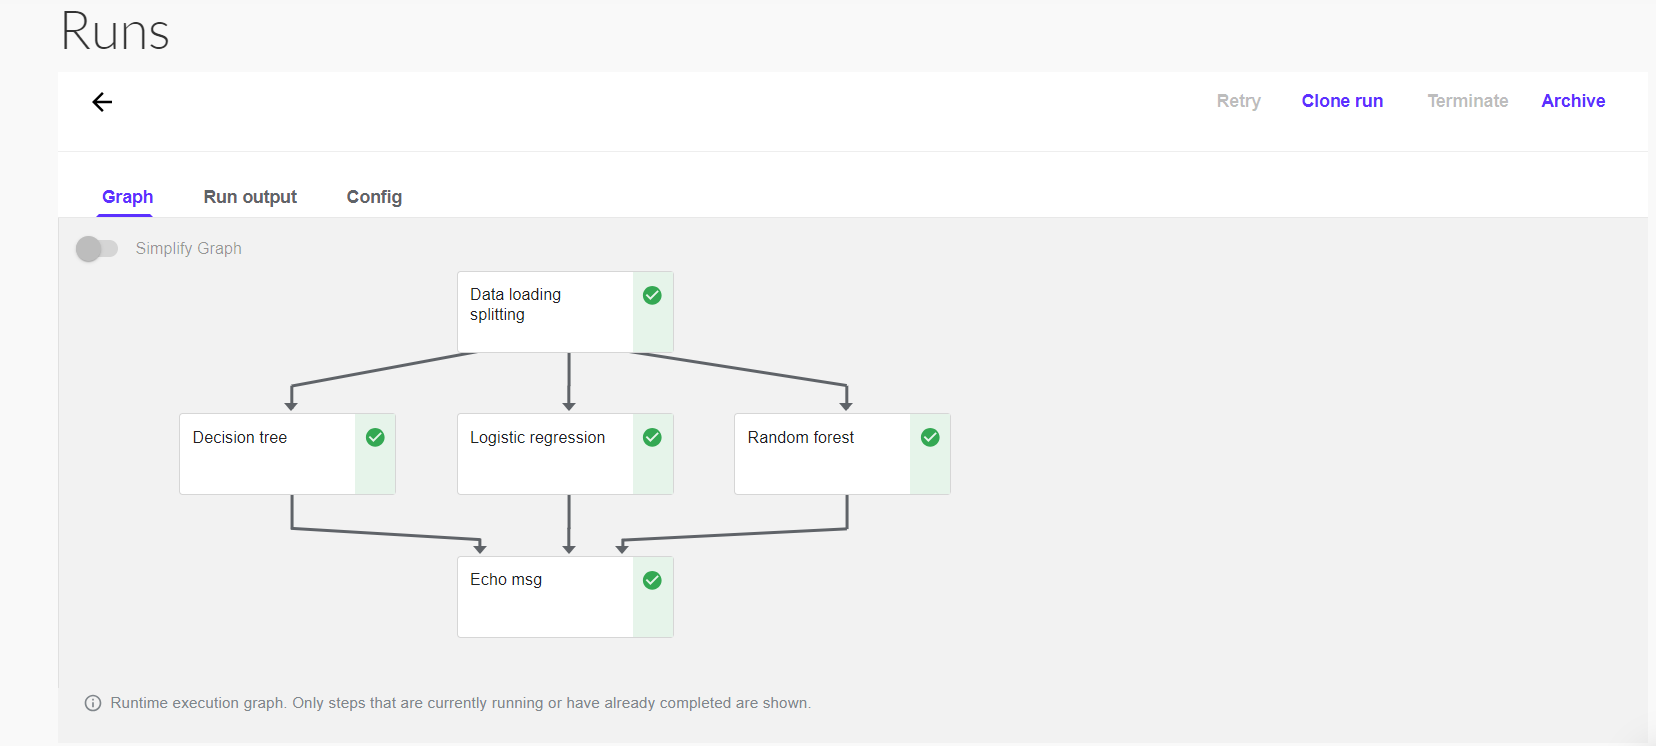 Runs
Retry Clone run Terminate Archive
Graph Run output Config
Simplify Graph
Data loading
splitting
Decision tree Logistic regression Random forest
Echo msg
Runtime execution graph. Only steps that are currently running or have already completed are shown.